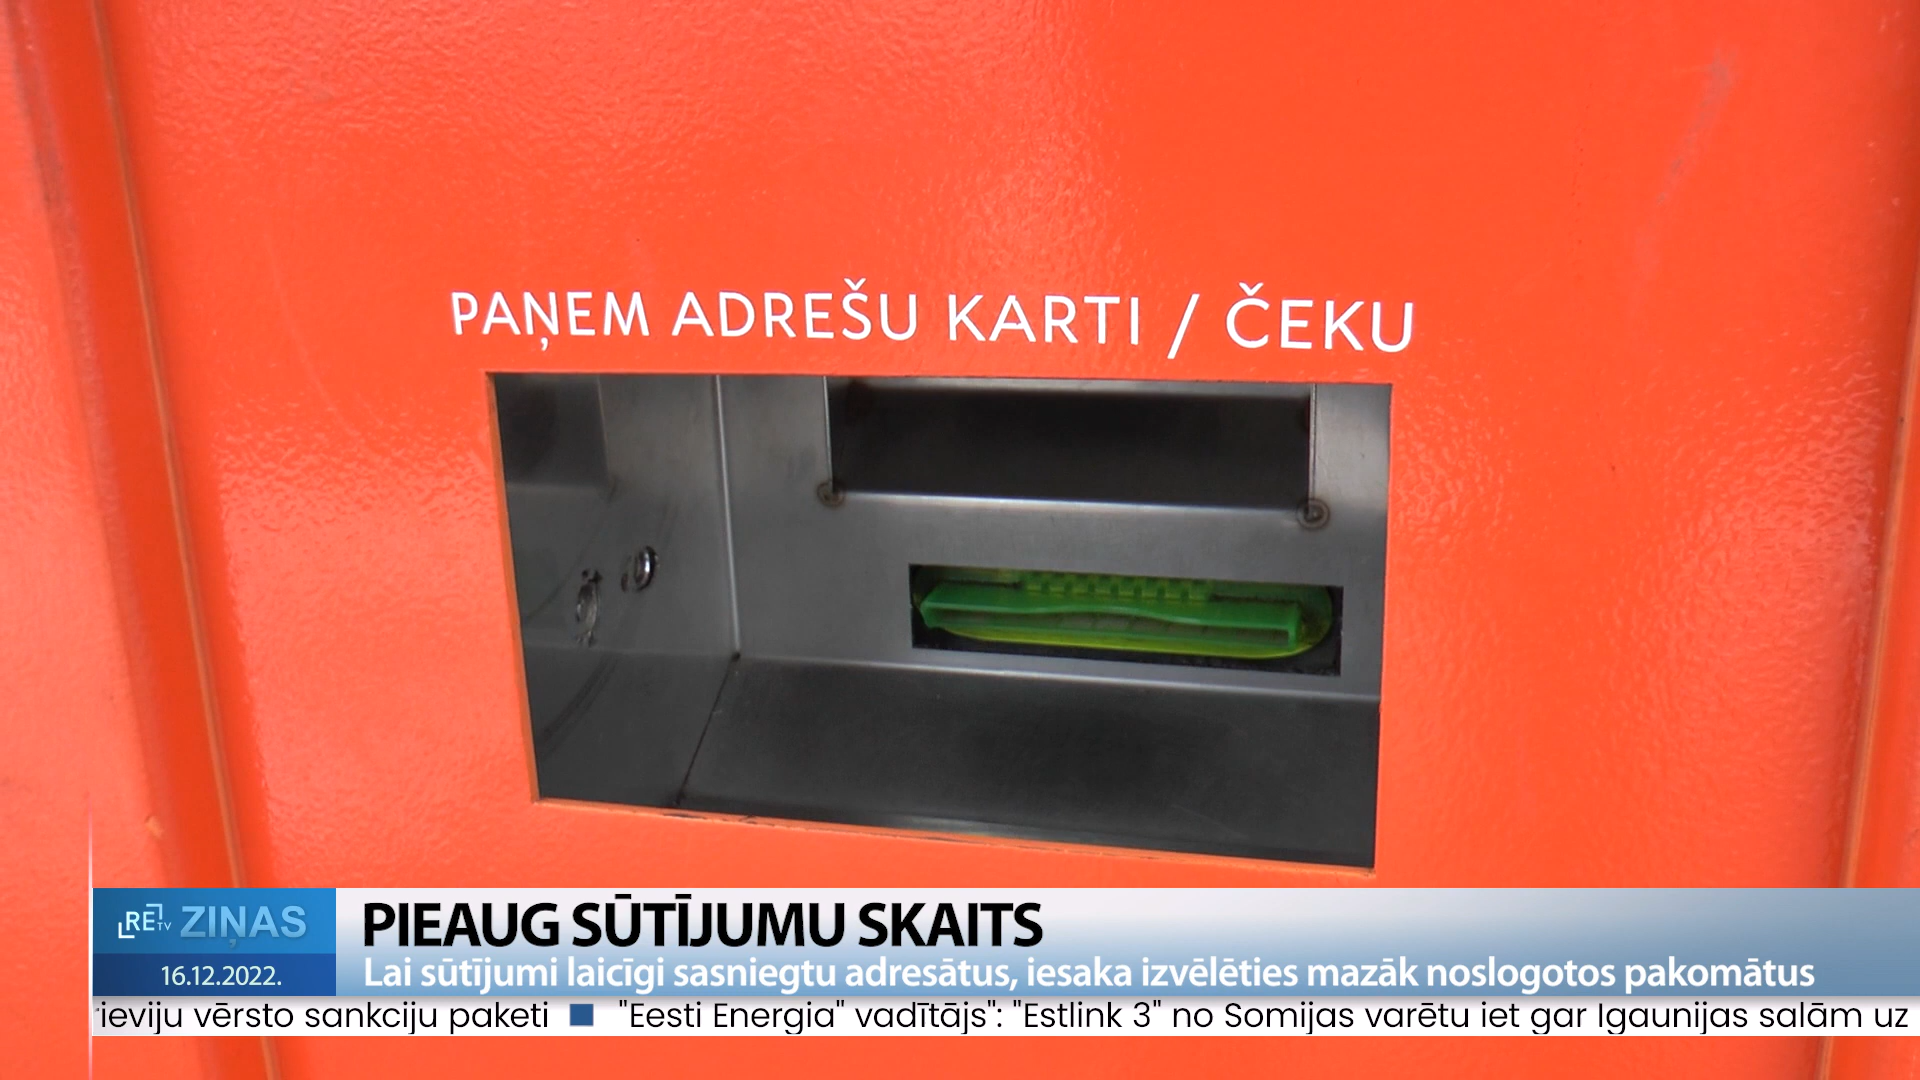 PAŅEM ADREŠU KARTI / ČEKU
RE TV ZIŅAS
PIEAUG SŪTĪJUMU SKAITS
16.12.2022.
Lai sūtījumi laicīgi sasniegtu adresātus, iesaka izvēlēties mazāk noslogotos pakomātus
vērsto sankciju paketi ■ "Eesti Energia" vadītājs": "Estlink 3" no Somijas varētu iet gar Igaunijas salām uz